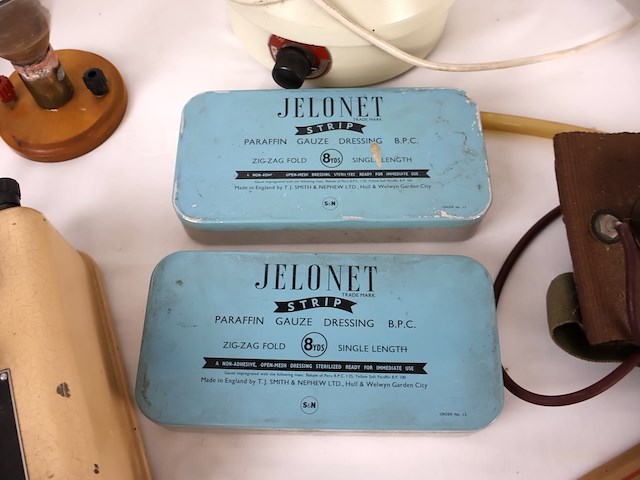 JELONET
TRADE MARK
STRIP
PARAFFIN GAUZE DRESSING B.P.C.
ZIG-ZAG FOLD 8YDS SINGLE LENGTH
A NON-ADH OPEN-MESH DRESSING READY FOR IMMEDIATE USE
Made in England by T. J. SMITH & NEPHEW LTD., Hull & Welwyn Garden City
S&N
JELONET
TRADE MARK
STRIP
PARAFFIN GAUZE DRESSING B.P.C.
ZIG-ZAG FOLD 8YDS SINGLE LENGTH
A NON-ADHESIVE, OPEN-MESH DRESSING STERILIZED READY FOR IMMEDIATE USE
Made in England by T. J. SMITH & NEPHEW LTD., Hull & Welwyn Garden City
S&N